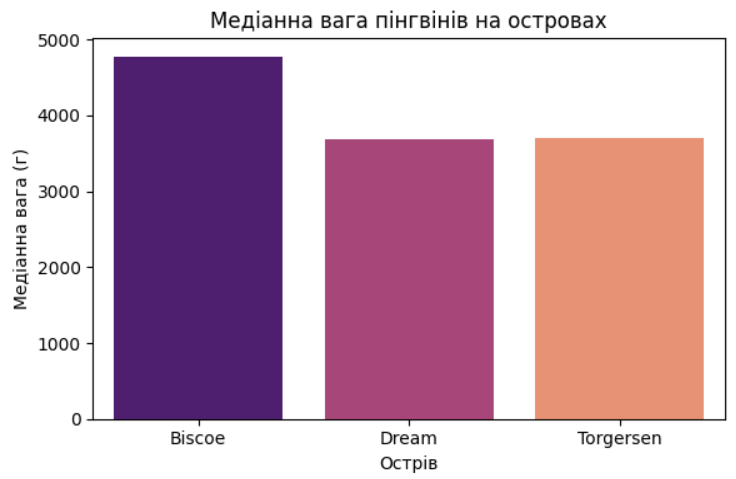 Медіанна вага пінгвінів на островах
Медіанна вага (г)
5000
4000
3000
2000
1000
0
Biscoe Dream Torgersen
Острів